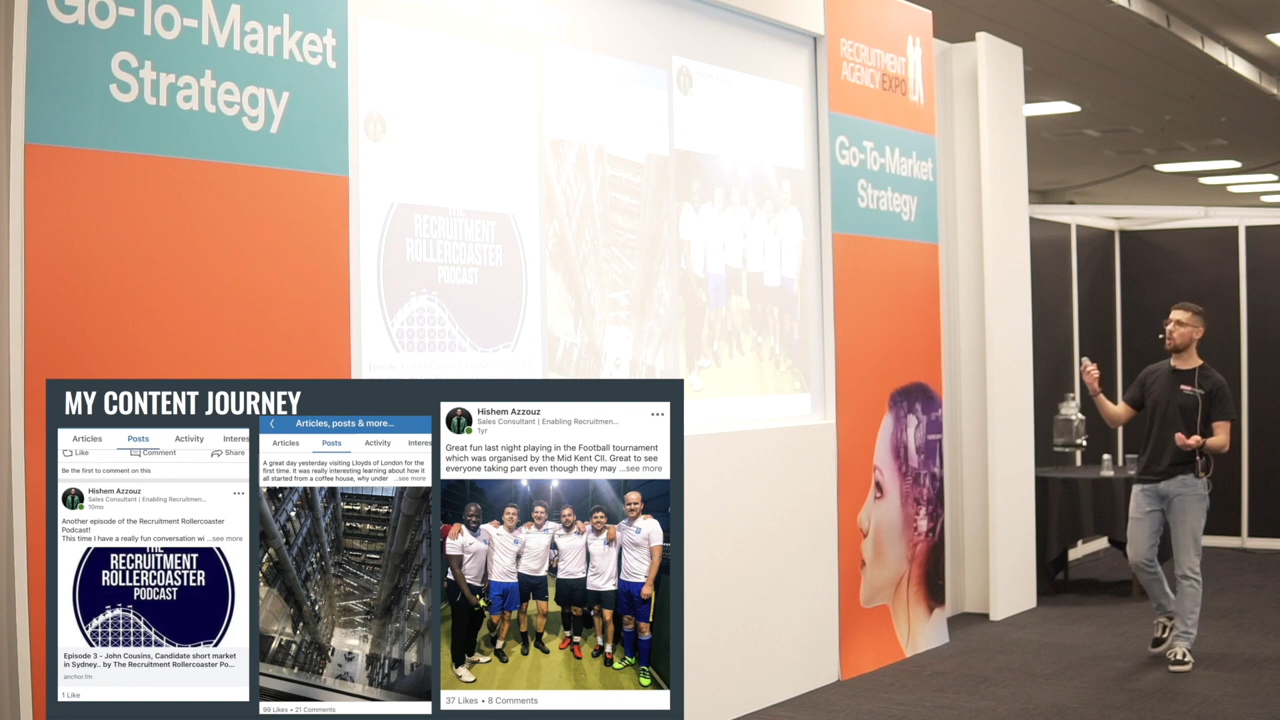 Go-To-Market
Strategy
RECRUITMENT
AGENCY EXPO
Go-To-Market
Strategy
THE
RECRUITMENT
ROLLERCOASTER
PODCAST
MY CONTENT JOURNEY
Articles Posts Activity Interes
Like Comment Share
Be the first to comment on this
Hishem Azzouz
Sales Consultant | Enabling Recruitmen...
10mo
Another episode of the Recruitment Rollercoaster
Podcast!
This time I have a really fun conversation wi ...see more
THE
RECRUITMENT
ROLLERCOASTER
PODCAST
Episode 3 - John Cousins, Candidate short market
in Sydney.. by The Recruitment Rollercoaster Po...
anchor.fm
1 Like
Articles, posts & more...
Articles Posts Activity Interes
A great day yesterday visiting Lloyds of London for the
first time. It was really interesting learning about how it
all started from a coffee house, why under ...see more
99 Likes • 21 Comments
Hishem Azzouz
Sales Consultant | Enabling Recruitmen...
1yr
Great fun last night playing in the Football tournament
which was organised by the Mid Kent CII. Great to see
everyone taking part even though they may ...see more
37 Likes • 8 Comments